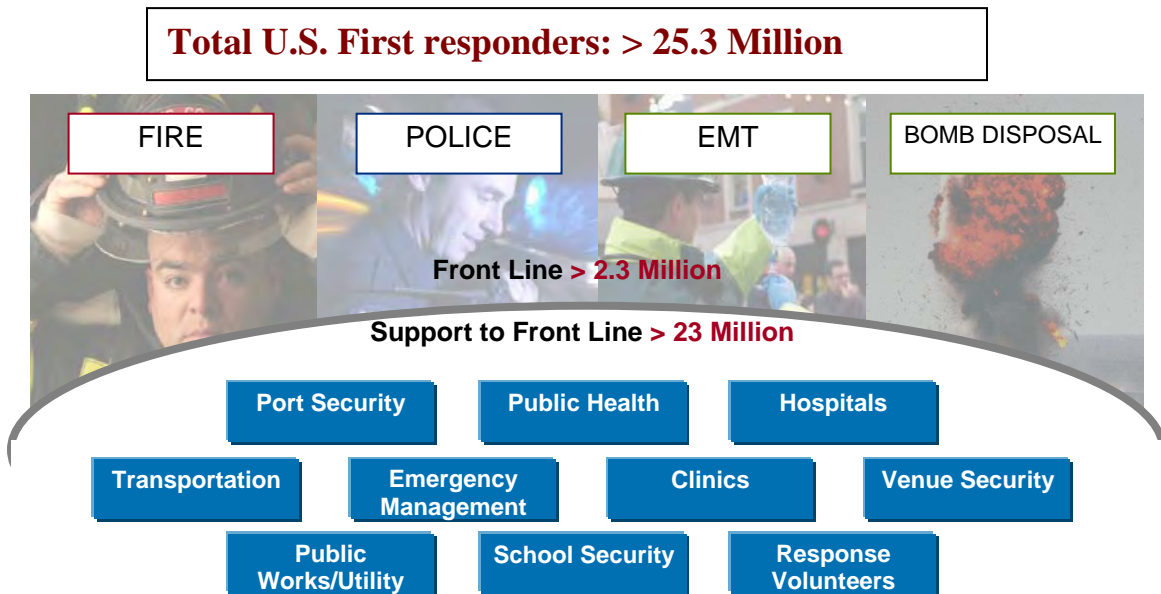 Total U.S. First responders: > 25.3 Million
FIRE
POLICE
EMT
BOMB DISPOSAL
Front Line > 2.3 Million
Support to Front Line > 23 Million
Port Security
Public Health
Hospitals
Transportation
Emergency
Management
Clinics
Venue Security
Public
Works/Utility
School Security
Response
Volunteers